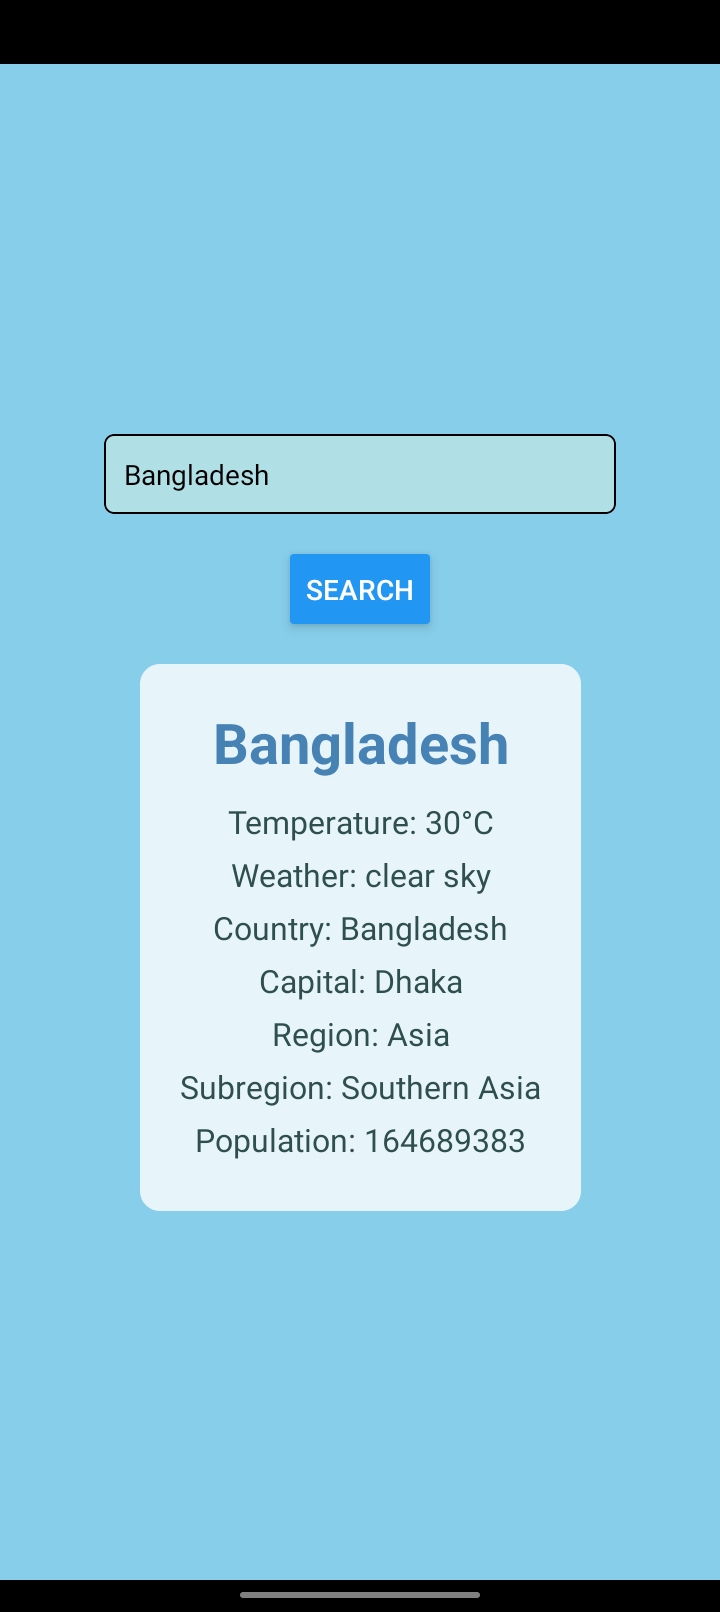 Bangladesh
SEARCH
Bangladesh
Temperature: 30°C
Weather: clear sky
Country: Bangladesh
Capital: Dhaka
Region: Asia
Subregion: Southern Asia
Population: 164689383